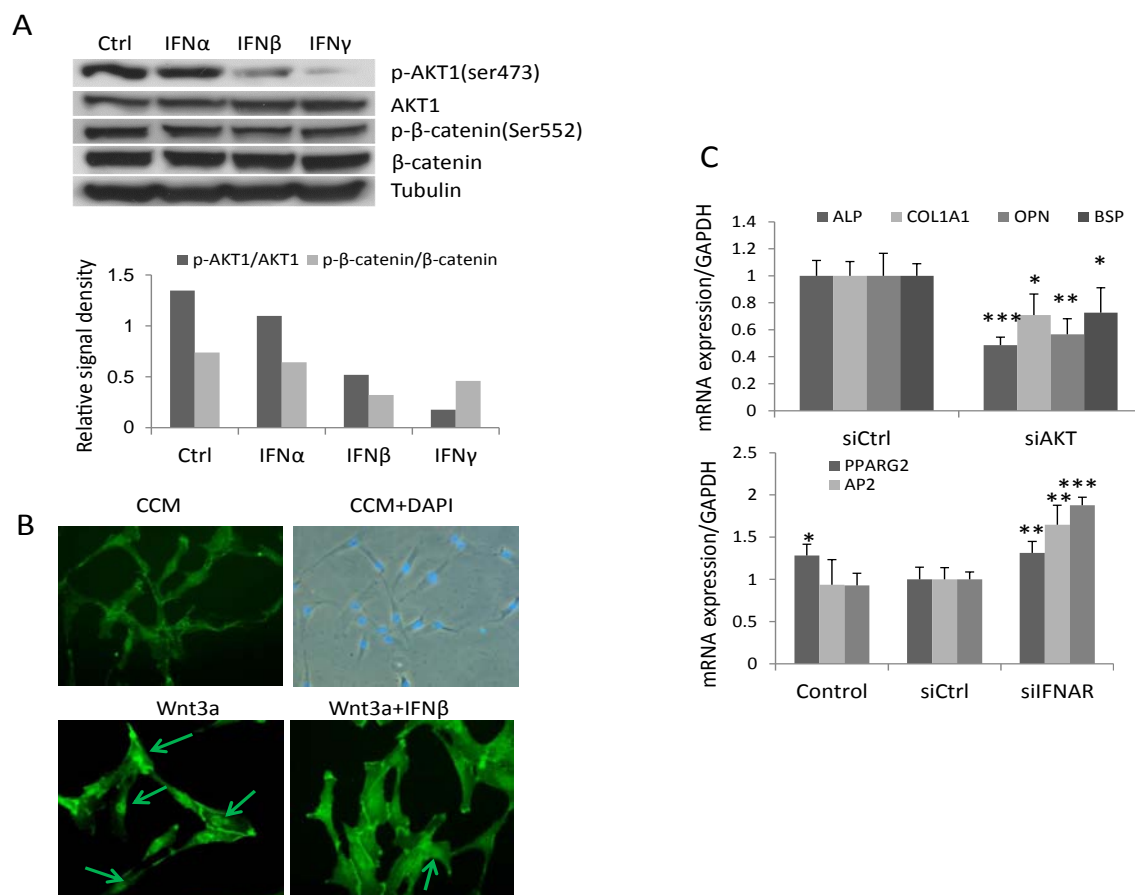 A
Ctrl IFNα IFNβ IFNγ
p-AKT1(ser473)
AKT1
p-β-catenin(Ser552)
β-catenin
Tubulin
p-AKT1/AKT1 p-β-catenin/β-catenin
Relative signal density
1.5
1
0.5
0
Ctrl IFNα IFNβ IFNγ
B
CCM CCM+DAPI
Wnt3a Wnt3a+IFNβ
C
ALP COL1A1 OPN BSP
mRNA expression/GAPDH
1.4
1.2
1
0.8
0.6
0.4
0.2
0
*** * ** *
siCtrl siAKT
PPARG2
AP2
mRNA expression/GAPDH
2.5
2
1.5
1
0.5
0
* ** ** ***
Control siCtrl siIFNAR